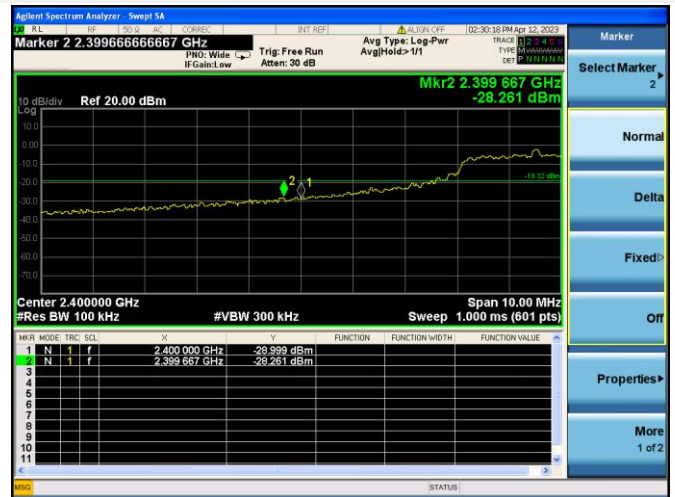 Agilent Spectrum Analyzer - Swept SA
RL RF 50 Ω AC CORREC INT REF ALIGN OFF 02:30:18 PM Apr 12, 2023
Marker 2 2.399666666667 GHz
PNO: Wide
IFGain:Low
Trig: Free Run
Atten: 30 dB
Avg Type: Log-Pwr
Avg|Hold>1/1
TRACE 1 2 3 4 5 6
TYPE M
DET P N N N N N
Mkr2 2.399 667 GHz
-28.261 dBm
10 dB/div Ref 20.00 dBm
Log
10.0
0.00
-10.0
-20.0
-30.0
-40.0
-50.0
-60.0
-70.0
2 1
-19.32 dBm
Center 2.400000 GHz Span 10.00 MHz
#Res BW 100 kHz #VBW 300 kHz Sweep 1.000 ms (601 pts)
MKR MODE TRC SCL X Y FUNCTION FUNCTION WIDTH FUNCTION VALUE
1 N 1 f 2.400 000 GHz -28.999 dBm
2 N 1 f 2.399 667 GHz -28.261 dBm
3
4
5
6
7
8
9
10
11
MSG STATUS
Marker
Select Marker
2
Normal
Delta
Fixed
Off
Properties
More
1 of 2